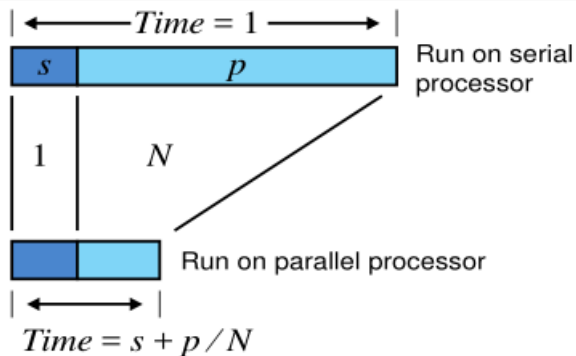 Time = 1
s p
Run on serial
processor
1 N
Run on parallel processor
Time = s + p / N